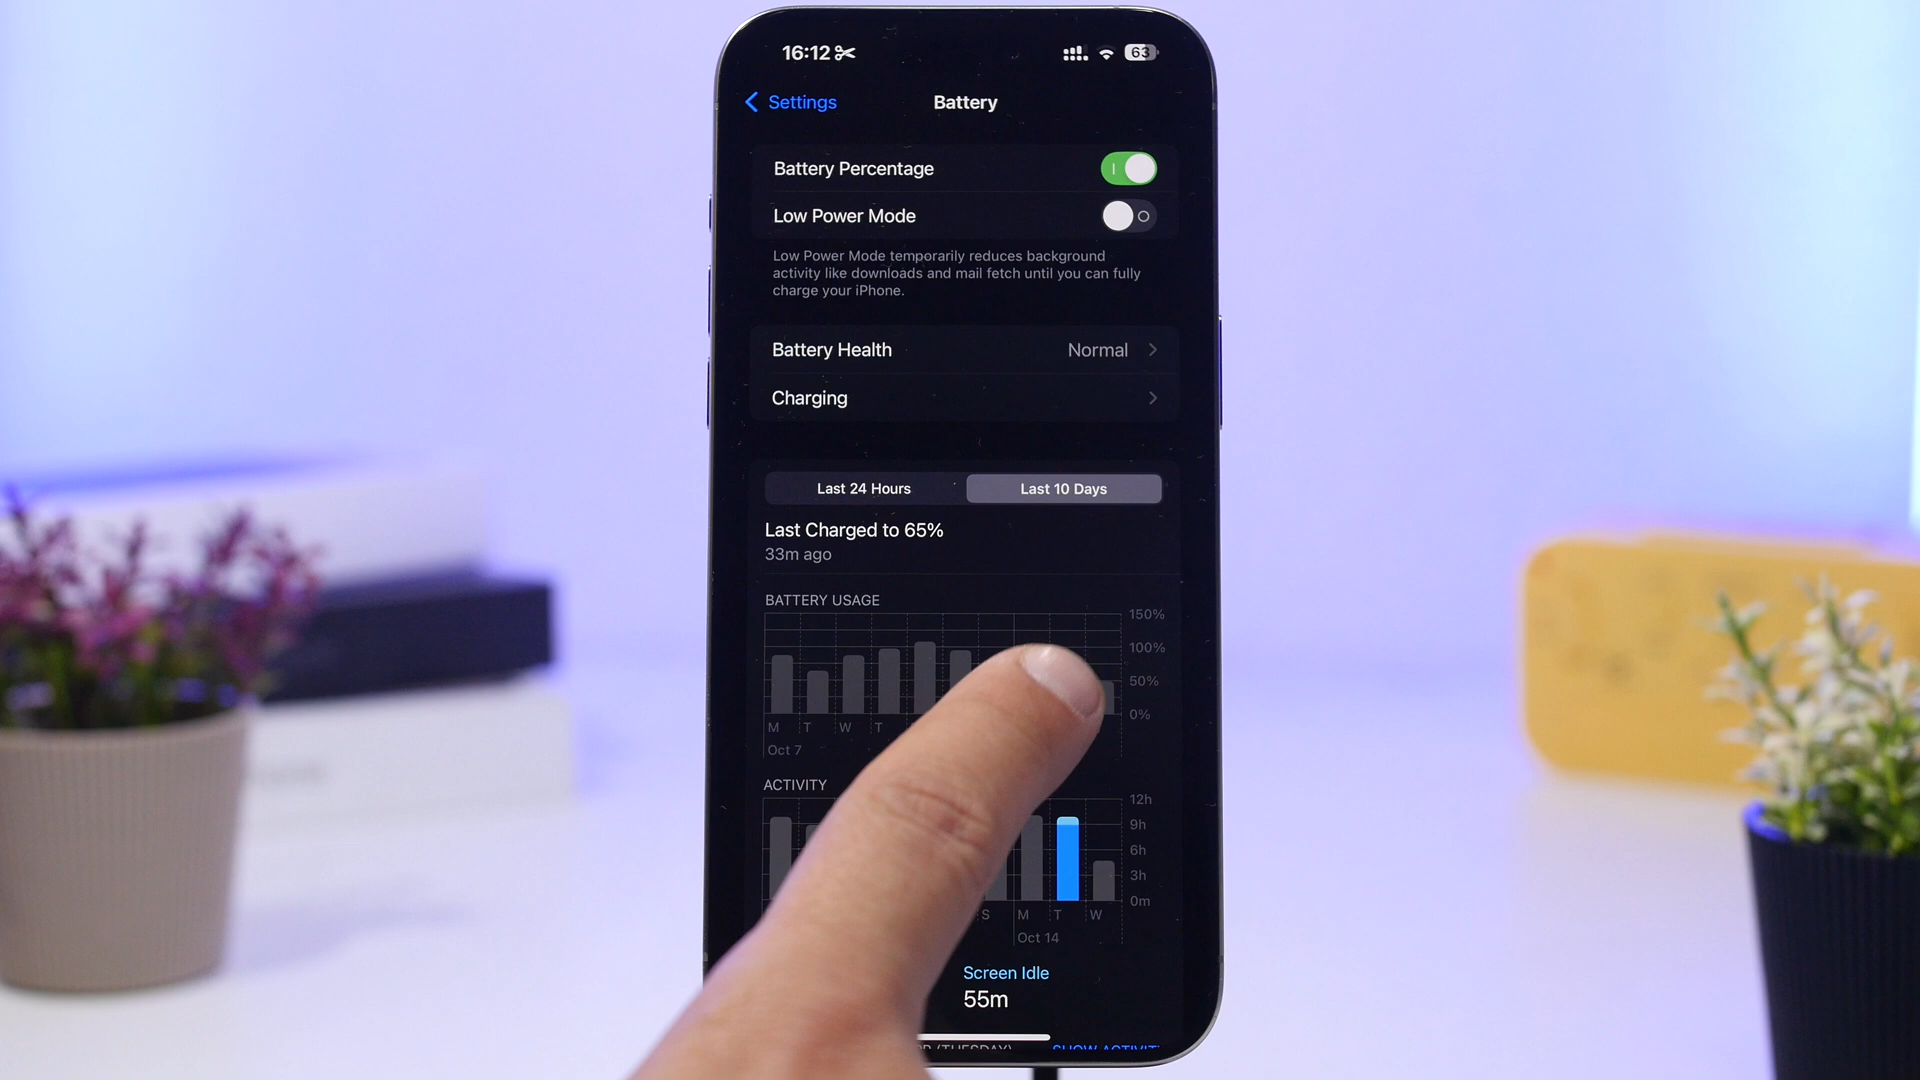 16:12
63
Settings
Battery
Battery Percentage
Low Power Mode
Low Power Mode temporarily reduces background
activity like downloads and mail fetch until you can fully
charge your iPhone.
Battery Health Normal
Charging
Last 24 Hours Last 10 Days
Last Charged to 65%
33m ago
BATTERY USAGE
150%
100%
50%
0%
M T W T
Oct 7
ACTIVITY
12h
9h
6h
3h
0m
S M T W
Oct 14
Screen Idle
55m
(TUESDAY) SHOW